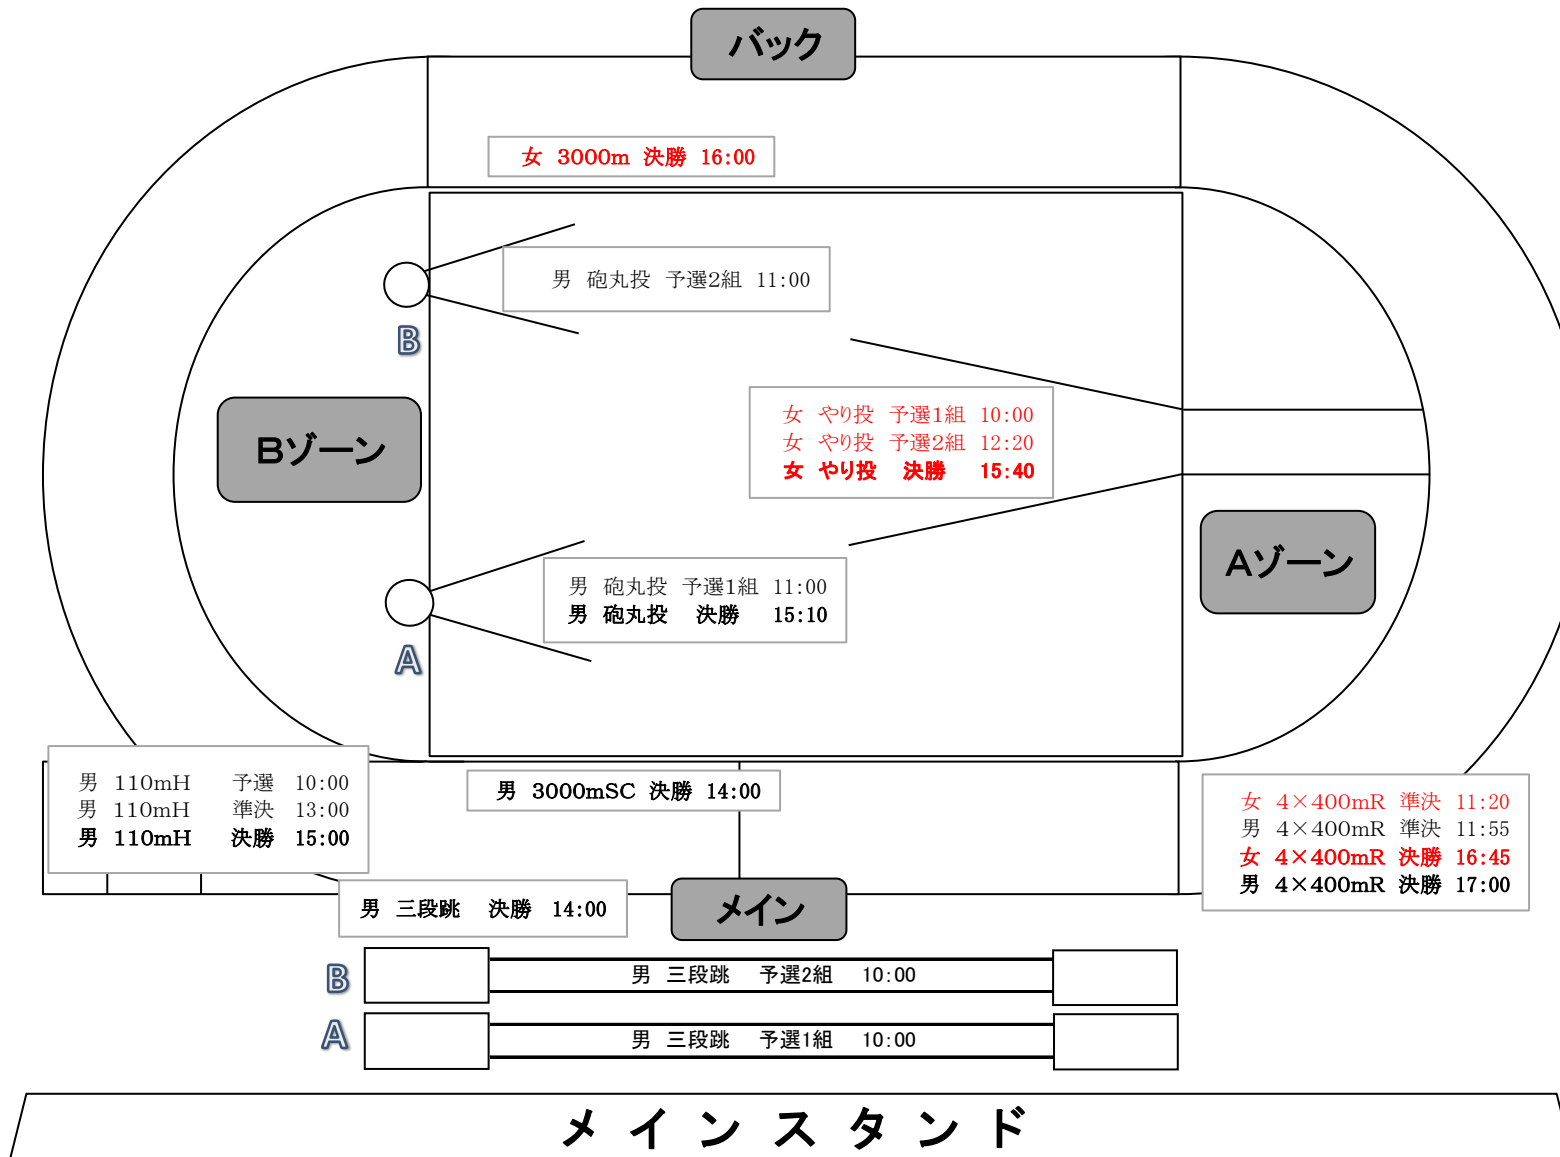 バック
女 3000m 決勝 16:00
男 砲丸投 予選2組 11:00
B
女 やり投 予選1組 10:00
女 やり投 予選2組 12:20
女 やり投 決勝 15:40
Bゾーン
Aゾーン
男 砲丸投 予選1組 11:00
男 砲丸投 決勝 15:10
A
男 110mH 予選 10:00
男 110mH 準決 13:00
男 110mH 決勝 15:00
男 3000mSC 決勝 14:00
女 4×400mR 準決 11:20
男 4×400mR 準決 11:55
女 4×400mR 決勝 16:45
男 4×400mR 決勝 17:00
男 三段跳 決勝 14:00
メイン
B
男 三段跳 予選2組 10:00
A
男 三段跳 予選1組 10:00
メインスタンド